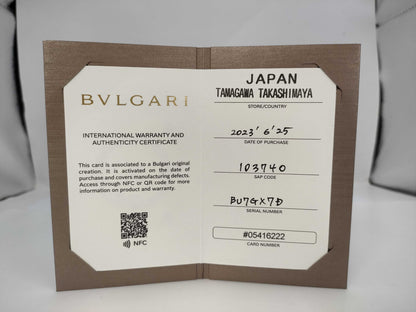 BVLGARI
INTERNATIONAL WARRANTY AND
AUTHENTICITY CERTIFICATE
This card is associated to a Bulgari original
creation. It is activated on the date of
purchase and covers manufacturing defects.
Access through NFC or QR code for more
information on product and warranty.
NFC
JAPAN
TAMAGAWA TAKASHIMAYA
STORE/COUNTRY
2023' 6' 25
DATE OF PURCHASE
103740
SAP CODE
BU7GX7D
SERIAL NUMBER
#05416222
CARD NUMBER